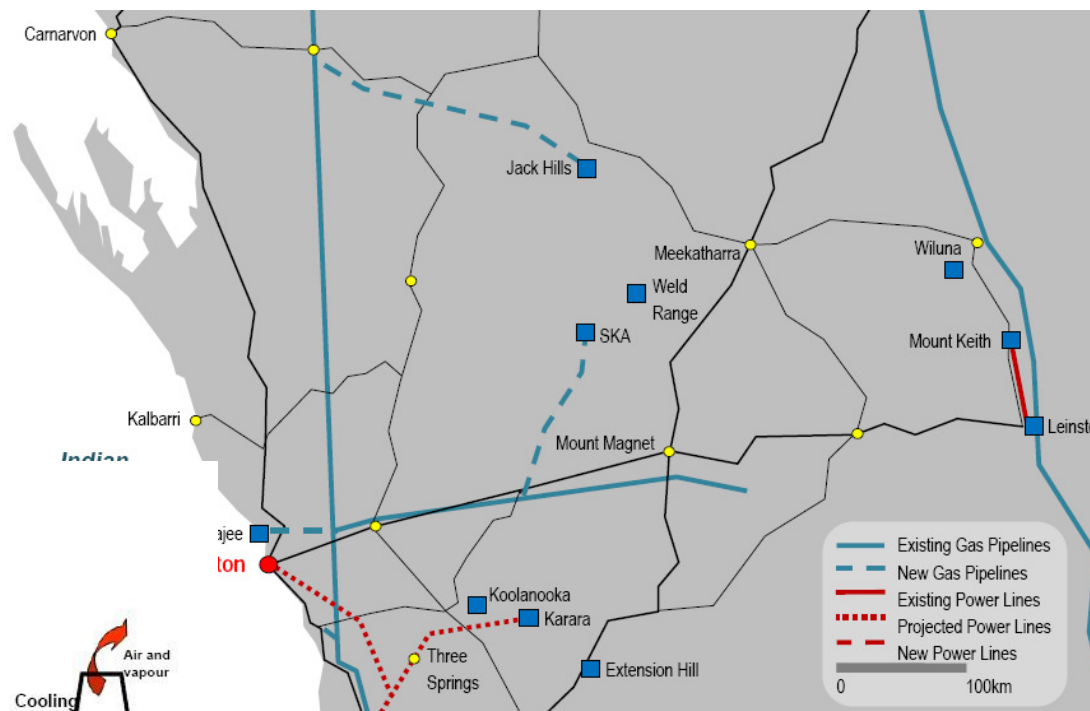 Carnarvon
Jack Hills
Meekatharra
Wiluna
Weld
Range
SKA
Mount Keith
Kalbarri
Mount Magnet
Leinst
Indian
ajee
ton
Koolanooka
Karara
Three
Springs
Extension Hill
Air and
vapour
Cooling
Existing Gas Pipelines
New Gas Pipelines
Existing Power Lines
Projected Power Lines
New Power Lines
0 100km